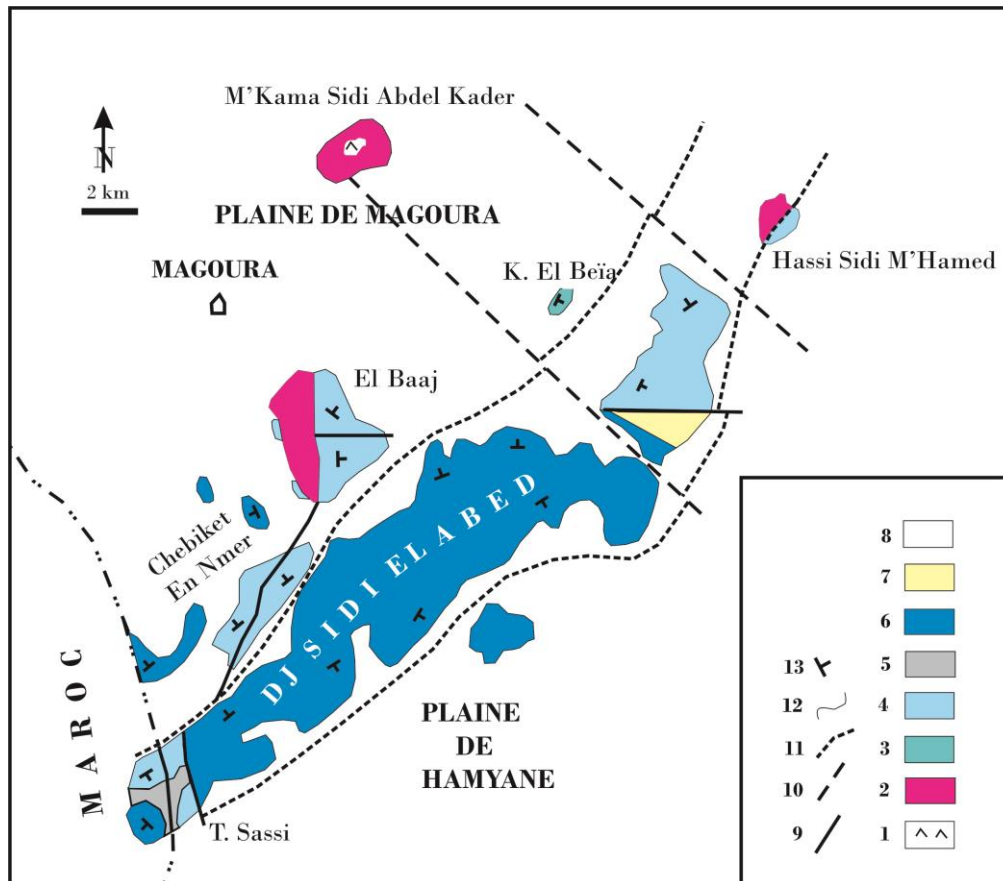 M'Kama Sidi Abdel Kader
N
2 km
PLAINE DE MAGOURA
MAGOURA
K. El Beïa
Hassi Sidi M'Hamed
El Baaj
Chebiket
En Nmer
DJ SIDI EL ABED
MAROC
PLAINE
DE
HAMYANE
T. Sassi
8
7
6
5
4
3
2
1
13
12
11
10
9